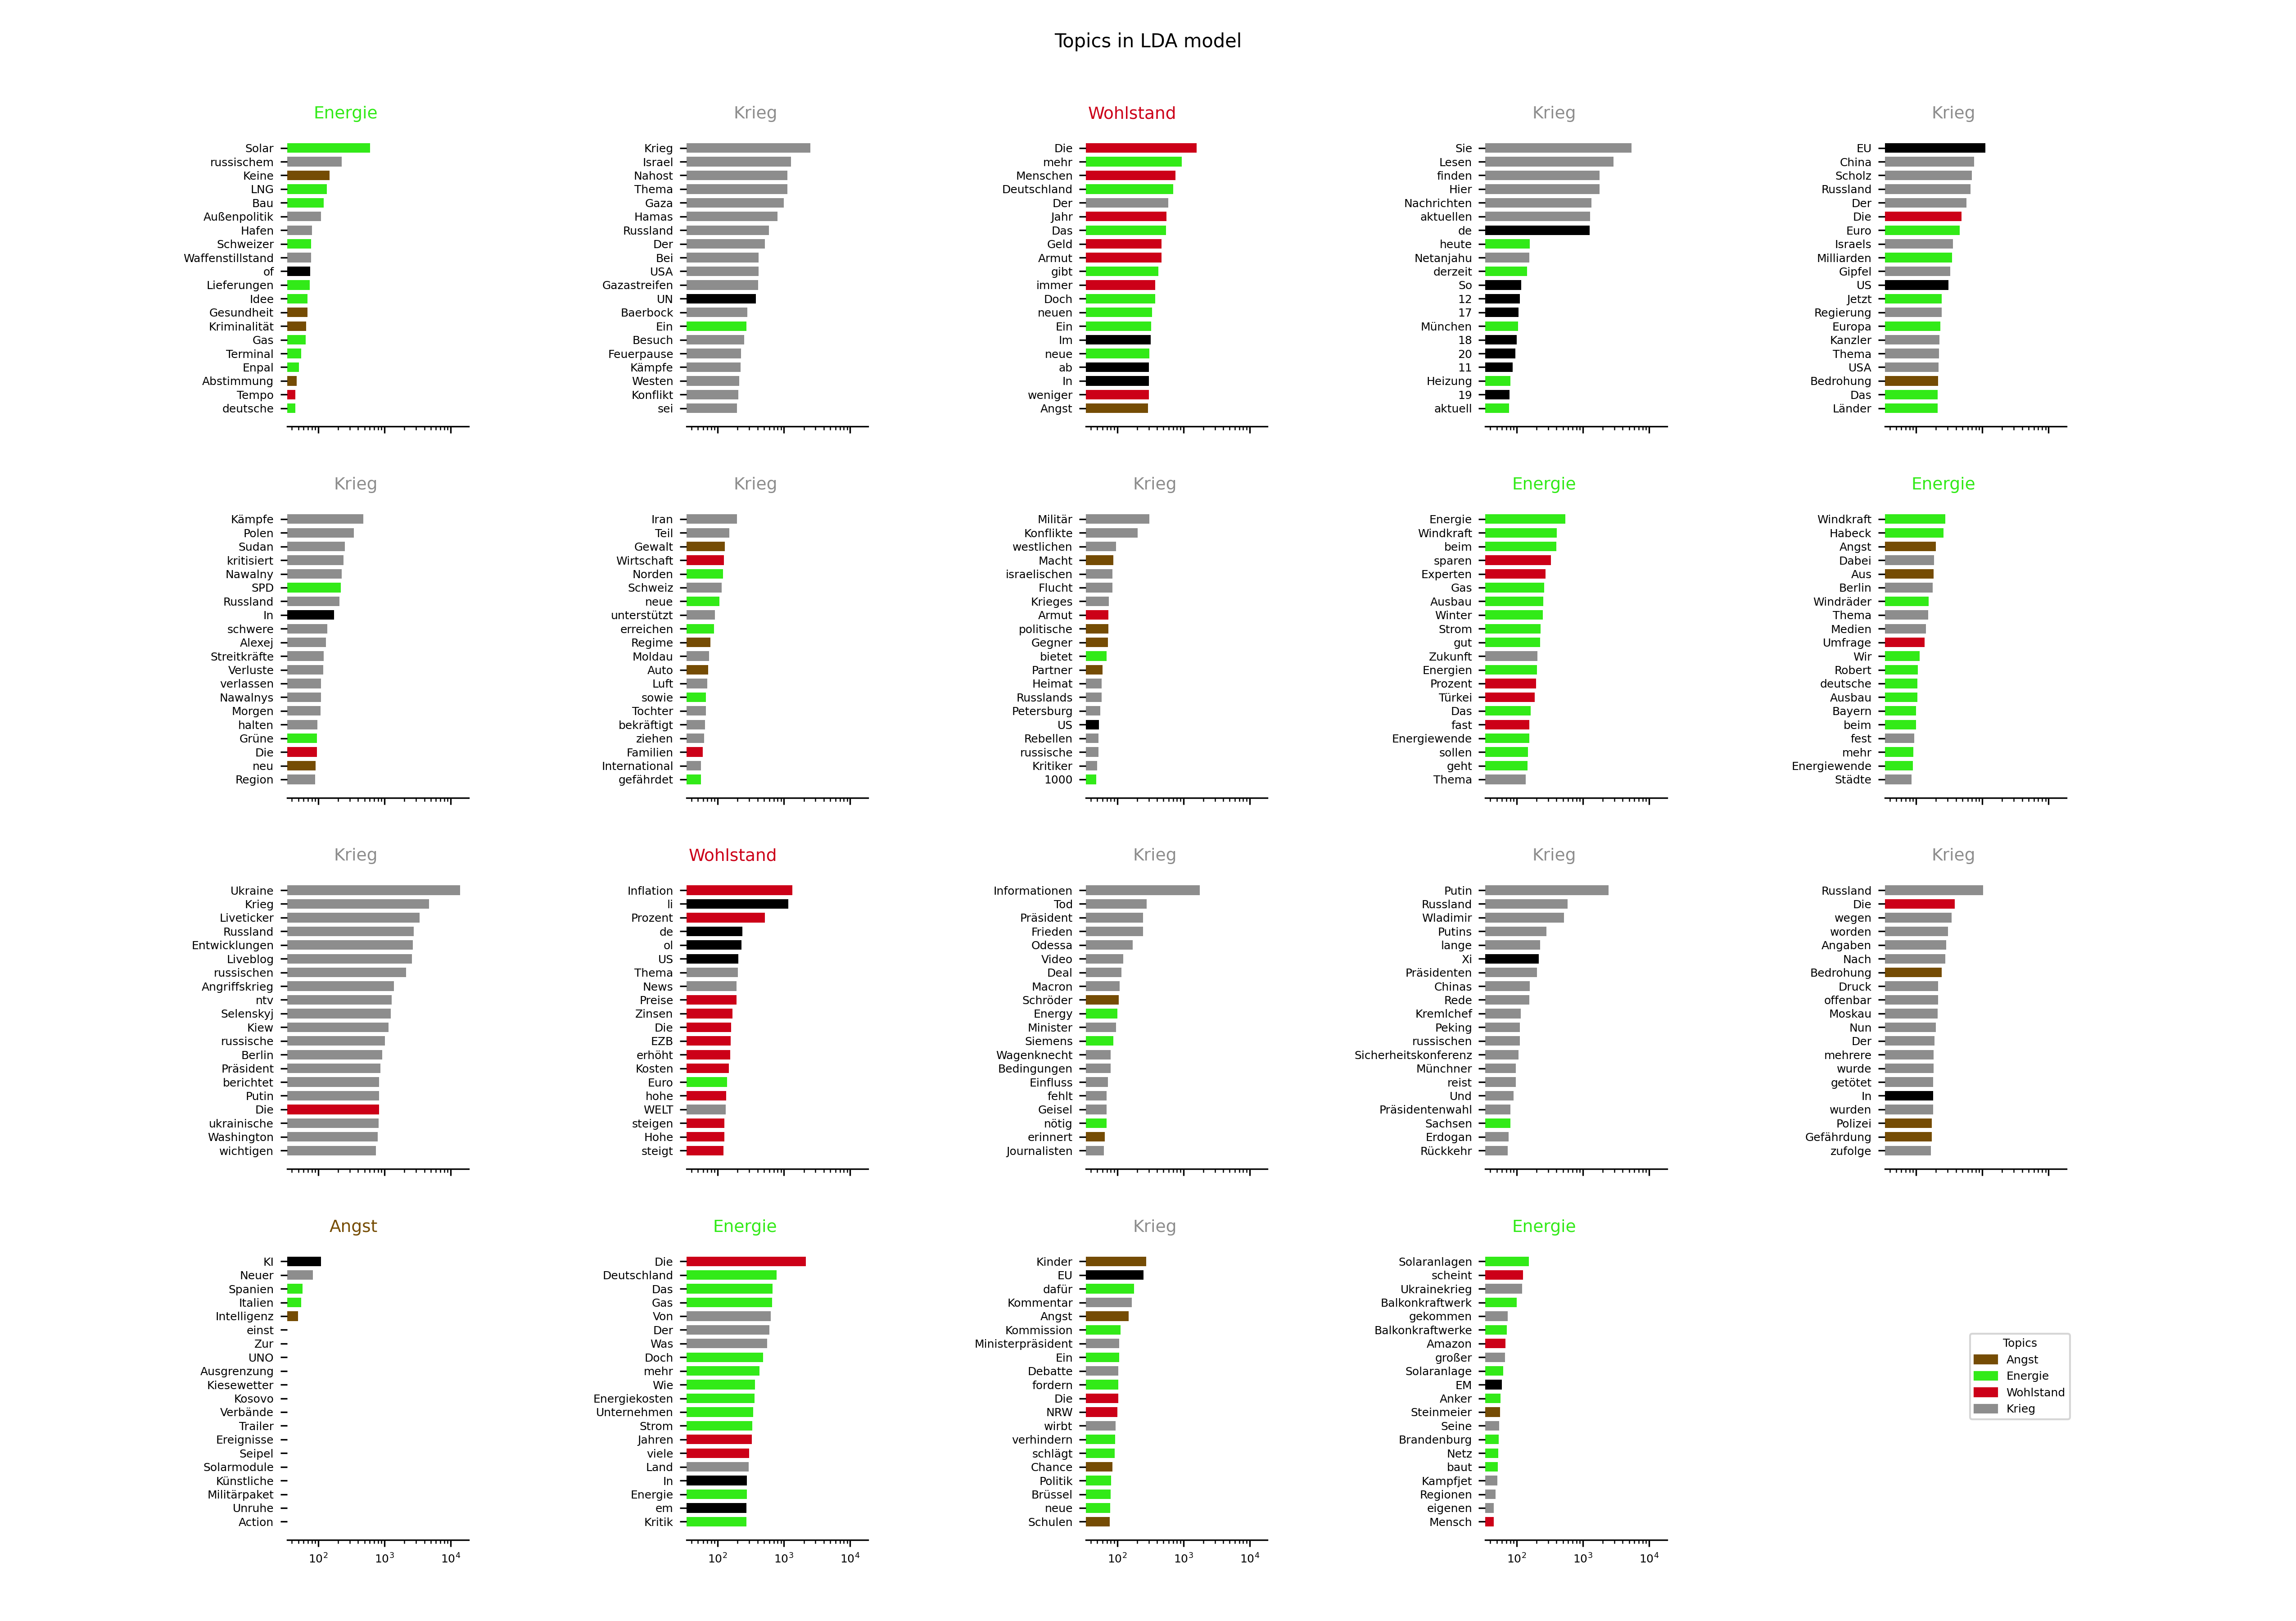 Topics in LDA model
Energie
Solar
russischem
Keine
LNG
Bau
Außenpolitik
Hafen
Schweizer
Waffenstillstand
of
Lieferungen
Idee
Gesundheit
Kriminalität
Gas
Terminal
Enpal
Abstimmung
Tempo
deutsche
Krieg
Krieg
Israel
Nahost
Thema
Gaza
Hamas
Russland
Der
Bei
USA
Gazastreifen
UN
Baerbock
Ein
Besuch
Feuerpause
Kämpfe
Westen
Konflikt
sei
Wohlstand
Die
mehr
Menschen
Deutschland
Der
Jahr
Das
Geld
Armut
gibt
immer
Doch
neuen
Ein
Im
neue
ab
In
weniger
Angst
Krieg
Sie
Lesen
finden
Hier
Nachrichten
aktuellen
de
heute
Netanjahu
derzeit
So
12
17
München
18
20
11
Heizung
19
aktuell
Krieg
EU
China
Scholz
Russland
Der
Die
Euro
Israels
Milliarden
Gipfel
US
Jetzt
Regierung
Europa
Kanzler
Thema
USA
Bedrohung
Das
Länder
Krieg
Kämpfe
Polen
Sudan
kritisiert
Nawalny
SPD
Russland
In
schwere
Alexej
Streitkräfte
Verluste
verlassen
Nawalnys
Morgen
halten
Grüne
Die
neu
Region
Krieg
Iran
Teil
Gewalt
Wirtschaft
Norden
Schweiz
neue
unterstützt
erreichen
Regime
Moldau
Auto
Luft
sowie
Tochter
bekräftigt
ziehen
Familien
International
gefährdet
Krieg
Militär
Konflikte
westlichen
Macht
israelischen
Flucht
Krieges
Armut
politische
Gegner
bietet
Partner
Heimat
Russlands
Petersburg
US
Rebellen
russische
Kritiker
1000
Energie
Energie
Windkraft
beim
sparen
Experten
Gas
Ausbau
Winter
Strom
gut
Zukunft
Energien
Prozent
Türkei
Das
fast
Energiewende
sollen
geht
Thema
Energie
Windkraft
Habeck
Angst
Dabei
Aus
Berlin
Windräder
Thema
Medien
Umfrage
Wir
Robert
deutsche
Ausbau
Bayern
beim
fest
mehr
Energiewende
Städte
Krieg
Ukraine
Krieg
Liveticker
Russland
Entwicklungen
Liveblog
russischen
Angriffskrieg
ntv
Selenskyj
Kiew
russische
Berlin
Präsident
berichtet
Putin
Die
ukrainische
Washington
wichtigen
Wohlstand
Inflation
li
Prozent
de
ol
US
Thema
News
Preise
Zinsen
Die
EZB
erhöht
Kosten
Euro
hohe
WELT
steigen
Hohe
steigt
Krieg
Informationen
Tod
Präsident
Frieden
Odessa
Video
Deal
Macron
Schröder
Energy
Minister
Siemens
Wagenknecht
Bedingungen
Einfluss
fehlt
Geisel
nötig
erinnert
Journalisten
Krieg
Putin
Russland
Wladimir
Putins
lange
Xi
Präsidenten
Chinas
Rede
Kremlchef
Peking
russischen
Sicherheitskonferenz
Münchner
reist
Und
Präsidentenwahl
Sachsen
Erdogan
Rückkehr
Krieg
Russland
Die
wegen
worden
Angaben
Nach
Bedrohung
Druck
offenbar
Moskau
Nun
Der
mehrere
wurde
getötet
In
wurden
Polizei
Gefährdung
zufolge
Angst
KI
Neuer
Spanien
Italien
Intelligenz
einst
Zur
UNO
Ausgrenzung
Kiesewetter
Kosovo
Verbände
Trailer
Ereignisse
Seipel
Solarmodule
Künstliche
Militärpaket
Unruhe
Action
10² 10³ 10⁴
Energie
Die
Deutschland
Das
Gas
Von
Der
Was
Doch
mehr
Wie
Energiekosten
Unternehmen
Strom
Jahren
viele
Land
In
Energie
em
Kritik
10² 10³ 10⁴
Krieg
Kinder
EU
dafür
Kommentar
Angst
Kommission
Ministerpräsident
Ein
Debatte
fordern
Die
NRW
wirbt
verhindern
schlägt
Chance
Politik
Brüssel
neue
Schulen
10² 10³ 10⁴
Energie
Solaranlagen
scheint
Ukrainekrieg
Balkonkraftwerk
gekommen
Balkonkraftwerke
Amazon
großer
Solaranlage
EM
Anker
Steinmeier
Seine
Brandenburg
Netz
baut
Kampfjet
Regionen
eigenen
Mensch
10² 10³ 10⁴
Topics
Angst
Energie
Wohlstand
Krieg